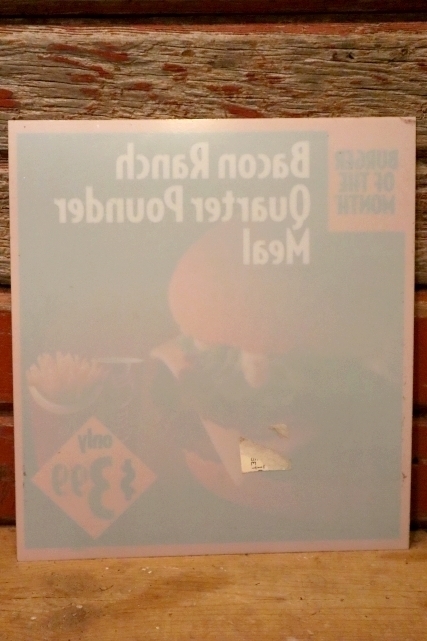 Bacon Ranch
Quarter Pounder
Meal
BURGER
OF THE
MONTH
only
$3.99